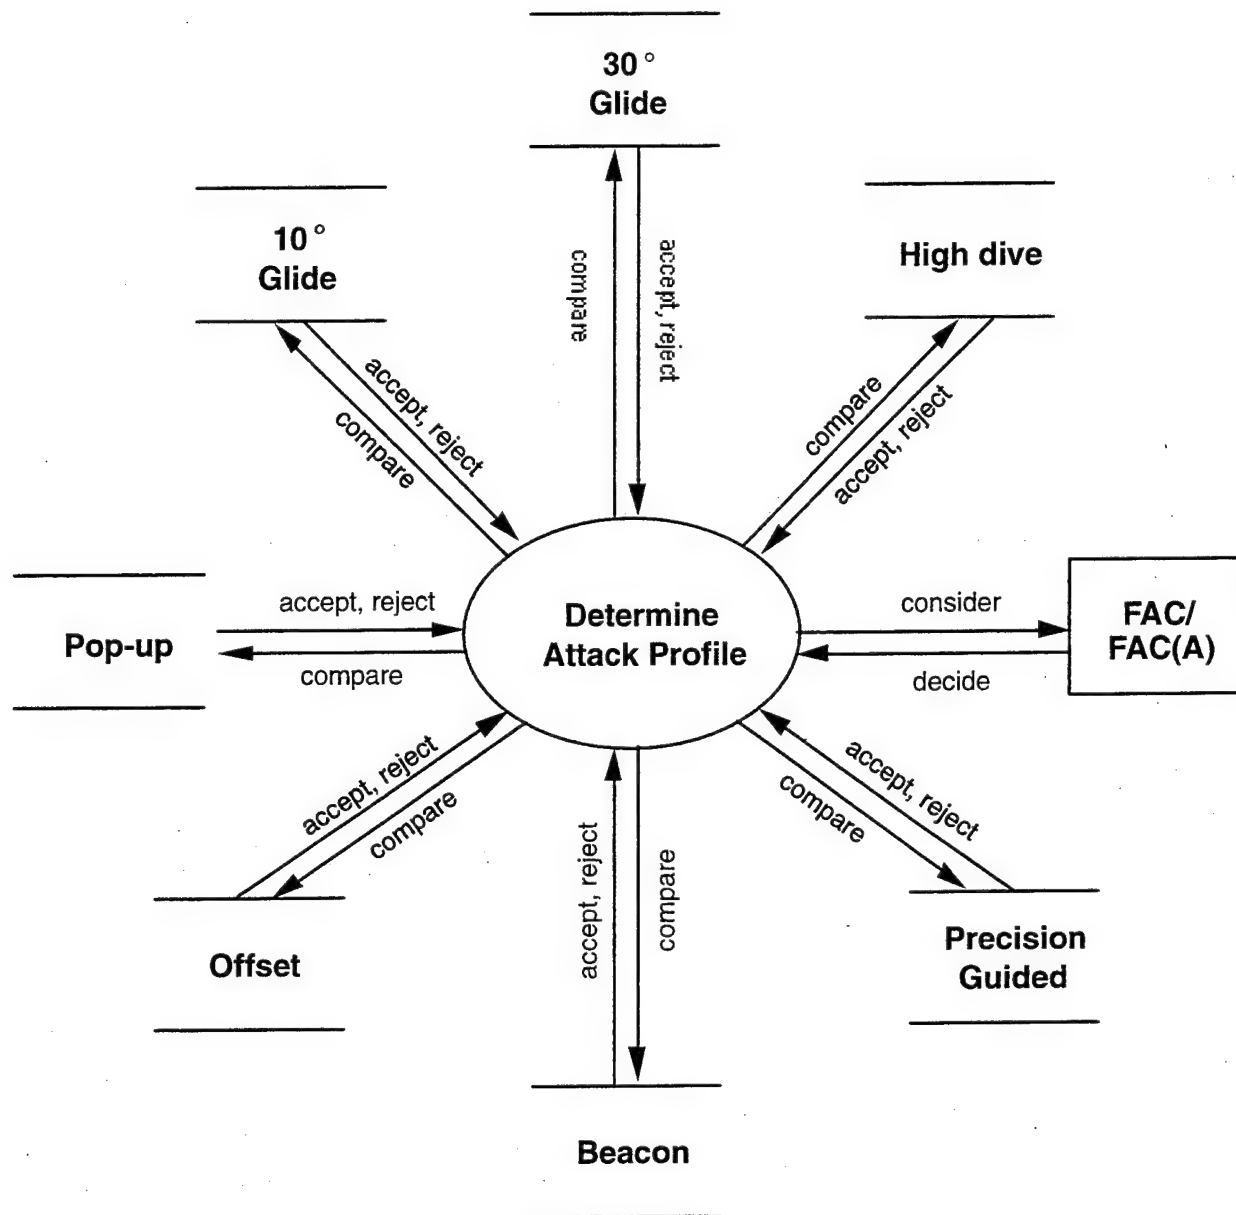 30°
Glide
10°
Glide
High dive
compare
accept, reject
accept, reject
compare
compare
accept, reject
accept, reject
Pop-up
compare
Determine
Attack Profile
consider
decide
FAC/
FAC(A)
accept, reject
compare
accept, reject
compare
compare
accept, reject
Offset
Precision
Guided
Beacon